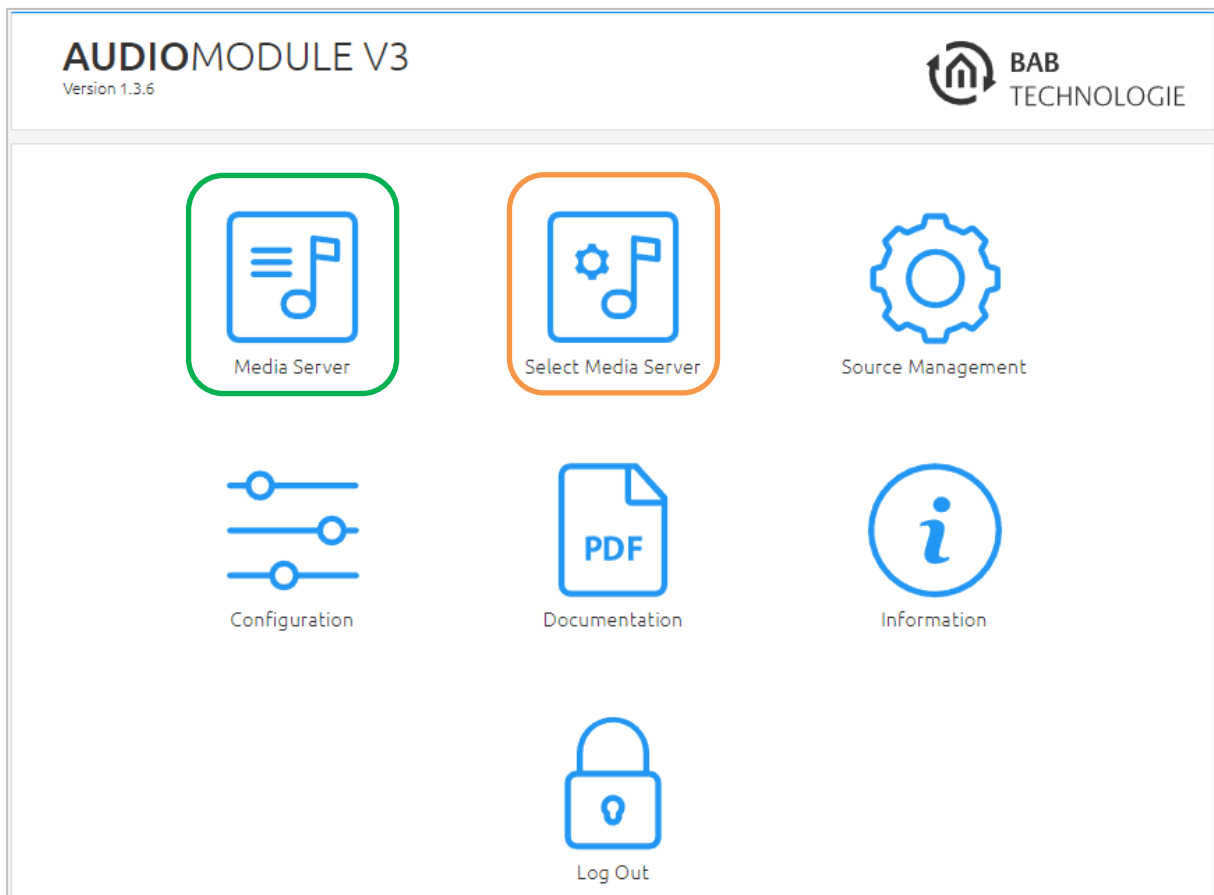 AUDIOMODULE V3
Version 1.3.6
BAB
TECHNOLOGIE
Media Server
Select Media Server
Source Management
PDF
Configuration
Documentation
Information
Log Out